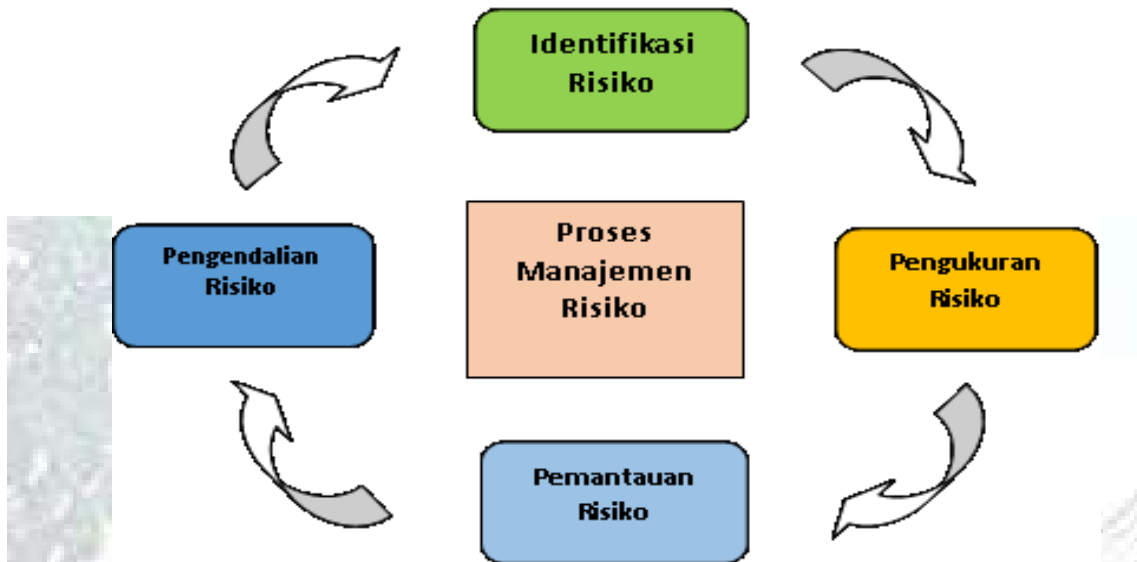 Identifikasi
Risiko
Proses
Manajemen
Risiko
Pengendalian
Risiko
Pengukuran
Risiko
Pemantauan
Risiko